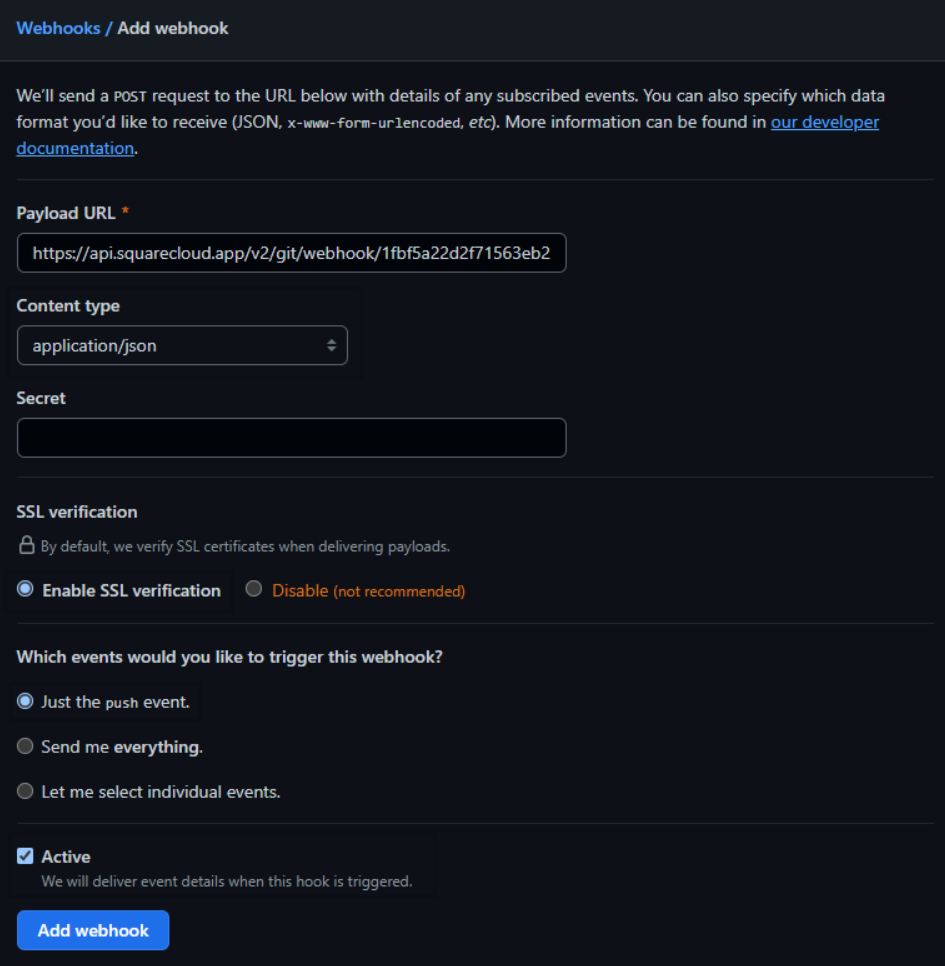 Webhooks / Add webhook
We'll send a POST request to the URL below with details of any subscribed events. You can also specify which data
format you'd like to receive (JSON, x-www-form-urlencoded, etc). More information can be found in our developer
documentation.
Payload URL *
https://api.squarecloud.app/v2/git/webhook/1fbf5a22d2f71563eb2
Content type
application/json
Secret
SSL verification
By default, we verify SSL certificates when delivering payloads.
Enable SSL verification Disable (not recommended)
Which events would you like to trigger this webhook?
Just the push event.
Send me everything.
Let me select individual events.
Active
We will deliver event details when this hook is triggered.
Add webhook